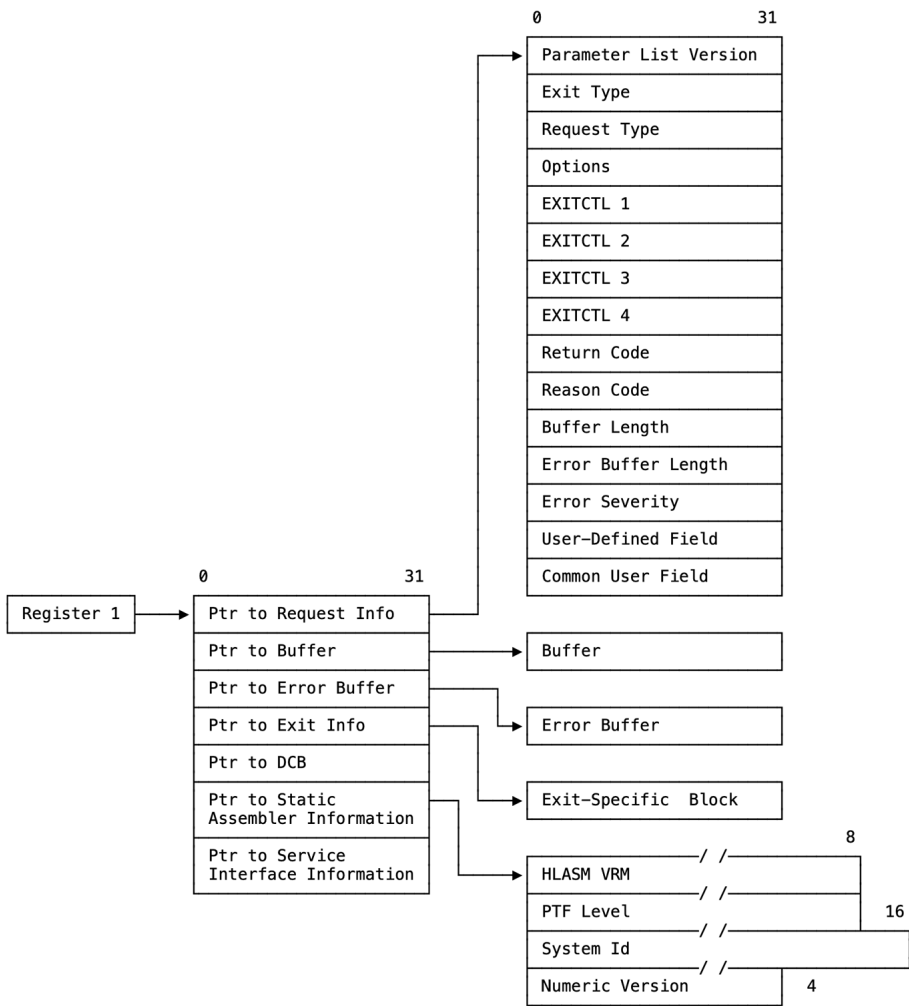 0 31
Parameter List Version
Exit Type
Request Type
Options
EXITCTL 1
EXITCTL 2
EXITCTL 3
EXITCTL 4
Return Code
Reason Code
Buffer Length
Error Buffer Length
Error Severity
User-Defined Field
Common User Field
0 31
Register 1
Ptr to Request Info
Ptr to Buffer
Ptr to Error Buffer
Ptr to Exit Info
Ptr to DCB
Ptr to Static
Assembler Information
Ptr to Service
Interface Information
Buffer
Error Buffer
Exit-Specific Block
8
/ /
HLASM VRM
/ /
PTF Level 16
/ /
System Id
/ /
Numeric Version 4